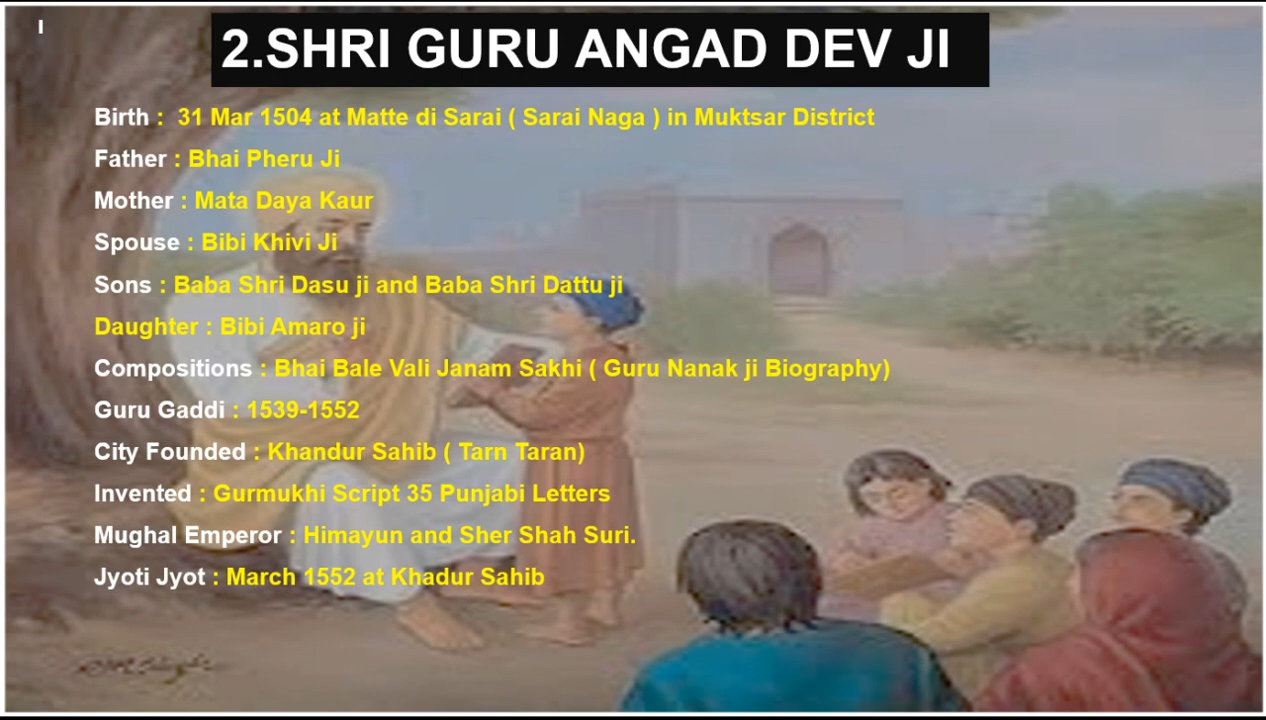 I
2.SHRI GURU ANGAD DEV JI
Birth : 31 Mar 1504 at Matte di Sarai ( Sarai Naga ) in Muktsar District
Father : Bhai Pheru Ji
Mother : Mata Daya Kaur
Spouse : Bibi Khivi Ji
Sons : Baba Shri Dasu ji and Baba Shri Dattu ji
Daughter : Bibi Amaro ji
Compositions : Bhai Bale Vali Janam Sakhi ( Guru Nanak ji Biography)
Guru Gaddi : 1539-1552
City Founded : Khandur Sahib ( Tarn Taran)
Invented : Gurmukhi Script 35 Punjabi Letters
Mughal Emperor : Himayun and Sher Shah Suri.
Jyoti Jyot : March 1552 at Khadur Sahib